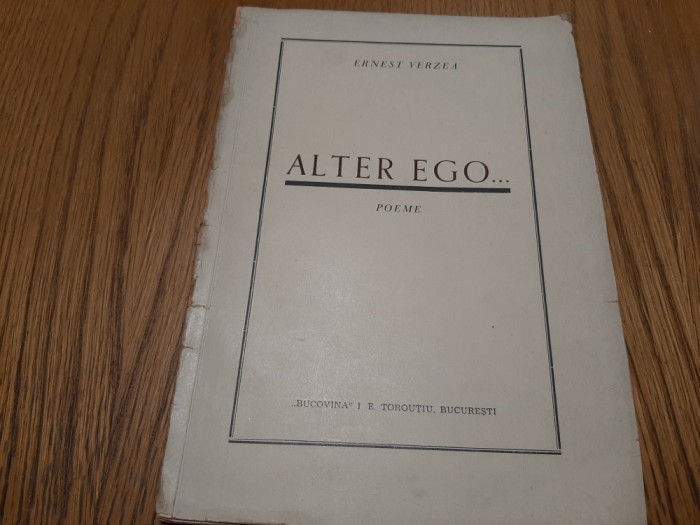 ERNEST VERZEA
ALTER EGO...
POEME
„BUCOVINA“ I E TOROUȚIU, BUCUREȘTI